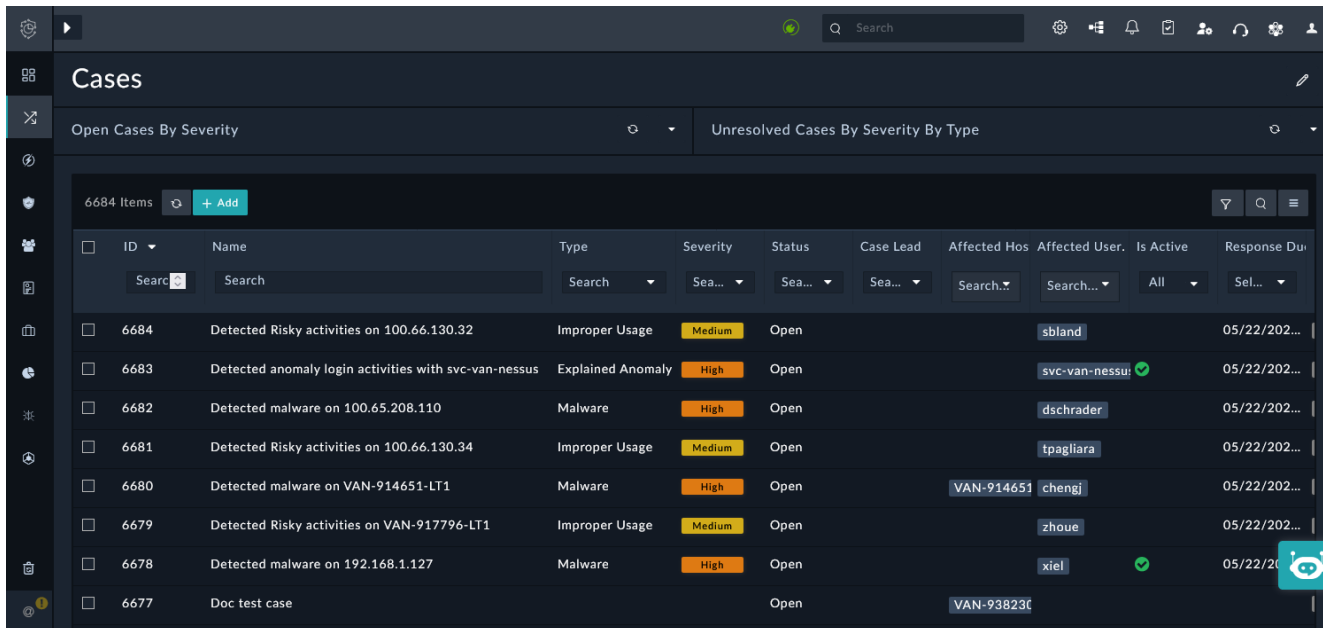 Search
Cases
Open Cases By Severity Unresolved Cases By Severity By Type
6684 Items + Add
ID Name Type Severity Status Case Lead Affected Hos Affected User. Is Active Response Du
Searc Search Search Sea... Sea... Sea... Search... Search... All Sel...
6684 Detected Risky activities on 100.66.130.32 Improper Usage Medium Open sbland 05/22/202...
6683 Detected anomaly login activities with svc-van-nessus Explained Anomaly High Open svc-van-nessus 05/22/202...
6682 Detected malware on 100.65.208.110 Malware High Open dschrader 05/22/202...
6681 Detected Risky activities on 100.66.130.34 Improper Usage Medium Open tpagliara 05/22/202...
6680 Detected malware on VAN-914651-LT1 Malware High Open VAN-914651 chengj 05/22/202...
6679 Detected Risky activities on VAN-917796-LT1 Improper Usage Medium Open zhoue 05/22/202...
6678 Detected malware on 192.168.1.127 Malware High Open xiel 05/22/20
6677 Doc test case Open VAN-938230